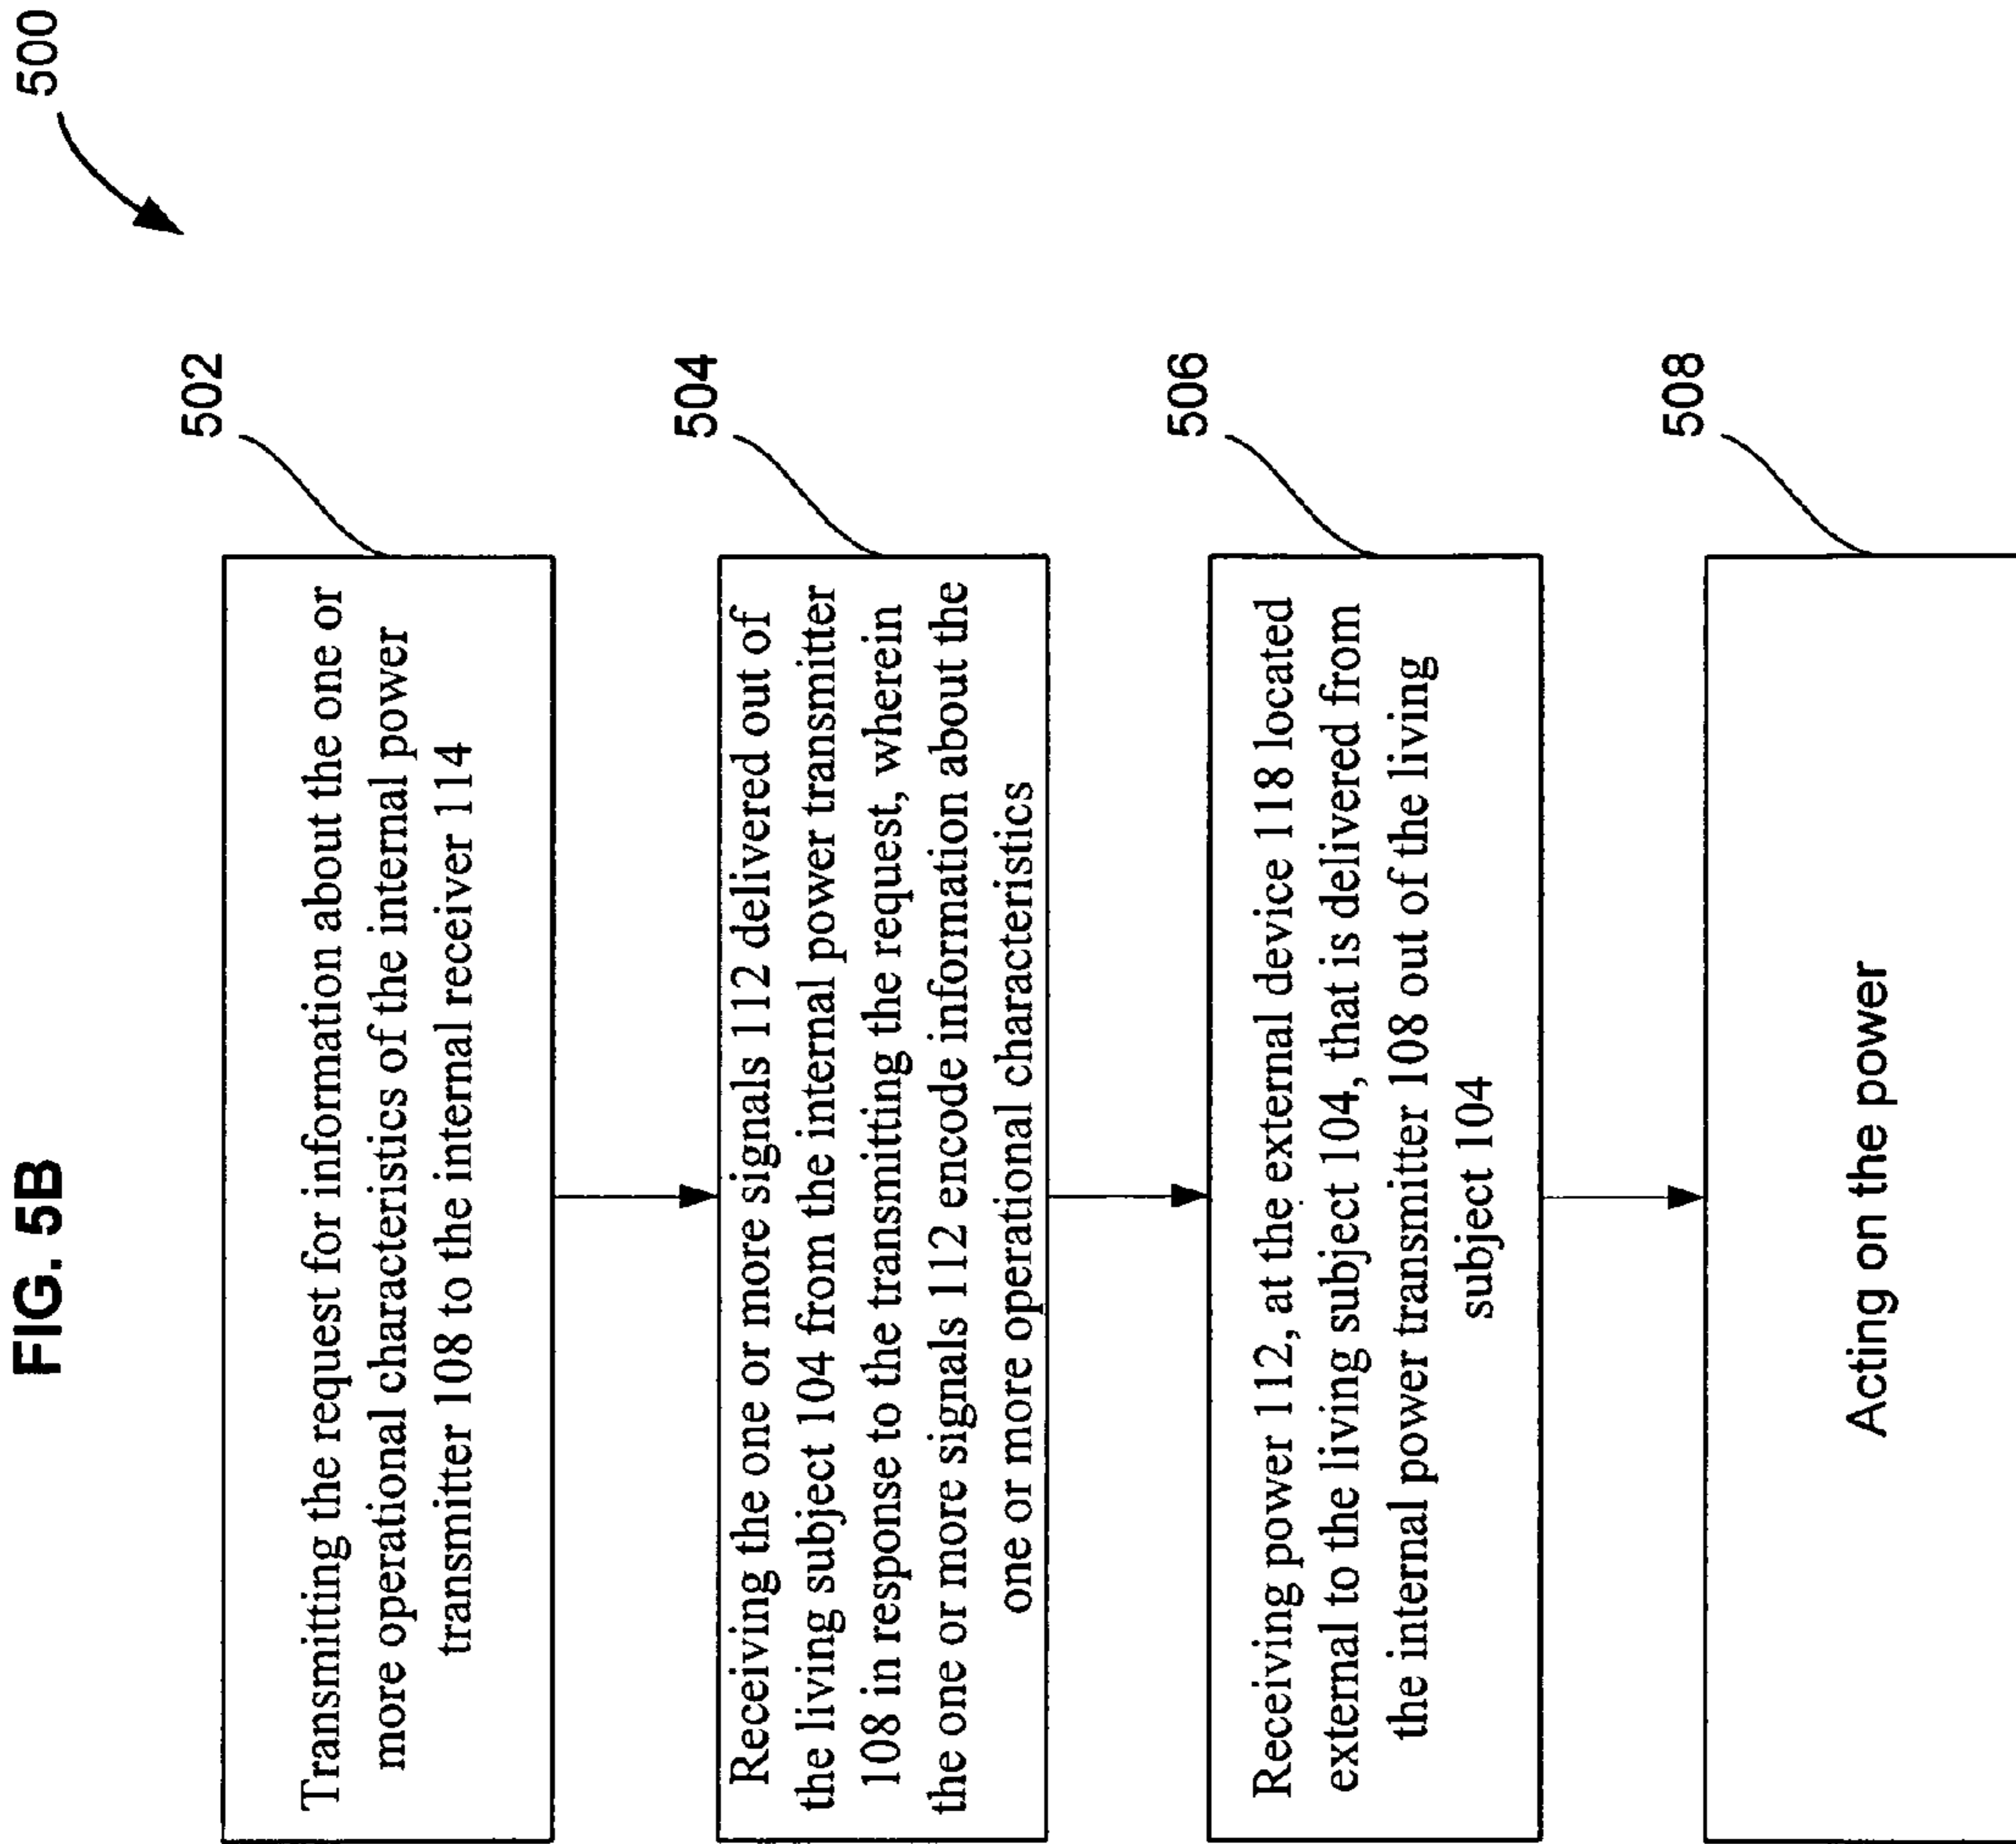 FIG. 5B
500
502
Transmitting the request for information about the one or
more operational characteristics of the internal power
transmitter 108 to the internal receiver 114
504
Receiving the one or more signals 112 delivered out of
the living subject 104 from the internal power transmitter
108 in response to the transmitting the request, wherein
the one or more signals 112 encode information about the
one or more operational characteristics
506
Receiving power 112, at the external device 118 located
external to the living subject 104, that is delivered from
the internal power transmitter 108 out of the living
subject 104
508
Acting on the power